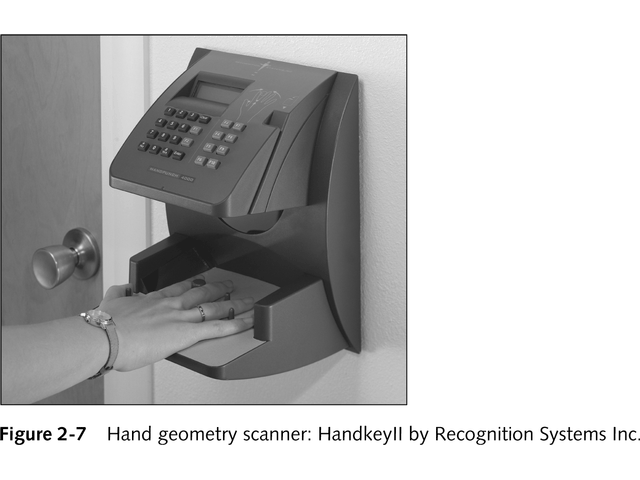 Figure 2-7 Hand geometry scanner: HandkeyII by Recognition Systems Inc.